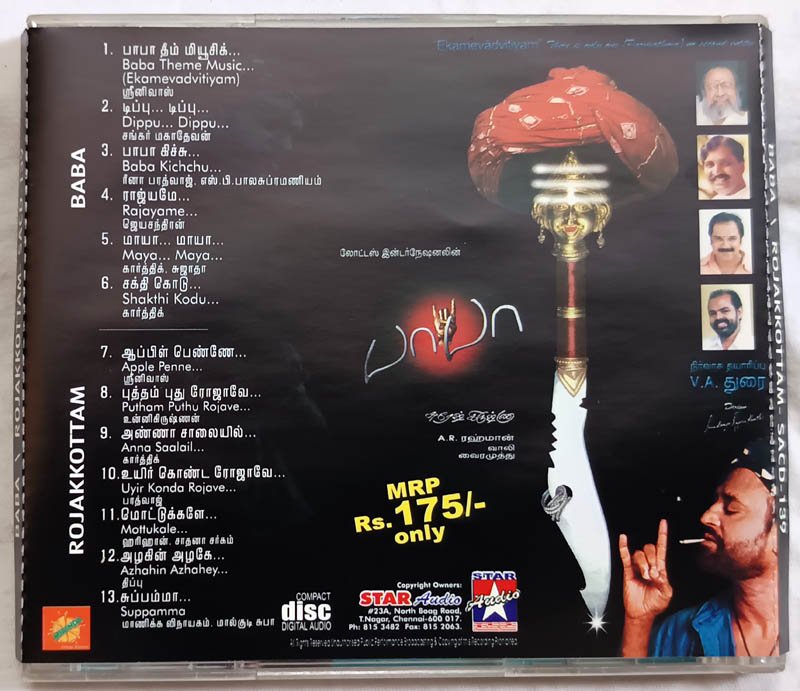 BABA
1. பாபா தீம் மியூசிக்...
Baba Theme Music...
(Ekamevadvitiyam)
ஸ்ரீனிவாஸ்
2. டிப்பு... டிப்பு...
Dippu... Dippu...
சங்கர் மகாதேவன்
3. பாபா கிச்சு...
Baba Kichchu...
ரீனா பரத்வாஜ். எஸ்.பி.பாலசுப்ரமணியம்
4. ராஜ்யமே...
Rajayame...
ஜெயசந்திரன்
5. மாயா... மாயா...
Maya... Maya...
கார்த்திக். சுஜாதா
6. சக்தி கொடு...
Shakthi Kodu...
கார்த்திக்
ROJAKKOTTAM
7. ஆப்பிள் பெண்ணே...
Apple Penne...
ஸ்ரீனிவாஸ்
8. புத்தம் புது ரோஜாவே...
Putham Puthu Rojave...
உன்னிகிருஷ்ணன்
9. அண்ணா சாலையில்...
Anna Saalail...
கார்த்திக்
10. உயிர் கொண்ட ரோஜாவே...
Uyir Konda Rojave...
பரத்வாஜ்
11. மொட்டுக்களே...
Mottukale...
ஹரிஹரன். சாதனா சர்கம்
12. அழகின் அழகே...
Azhahin Azhahey...
திப்பு
13. சுப்பம்மா...
Suppamma
மாணிக்க விநாயகம். மால்குடி சுபா
Ekamevadvitiyam
லோட்டஸ் இன்டர்நேஷனலின்
பாபா
A.R. ரஹ்மான்
வாலி
வைரமுத்து
MRP
Rs. 175/-
only
நிர்வாக தயாரிப்பு
V.A. துரை
COMPACT
disc
DIGITAL AUDIO
Copyright Owners:
STAR Audio
#23A, North Boag Road,
T.Nagar, Chennai-600 017.
Ph: 815 3482 Fax: 815 2063.
STAR
Audio
BABA \ ROJAKKOTTAM
BABA \ ROJAKKOTTAM - SACD-139